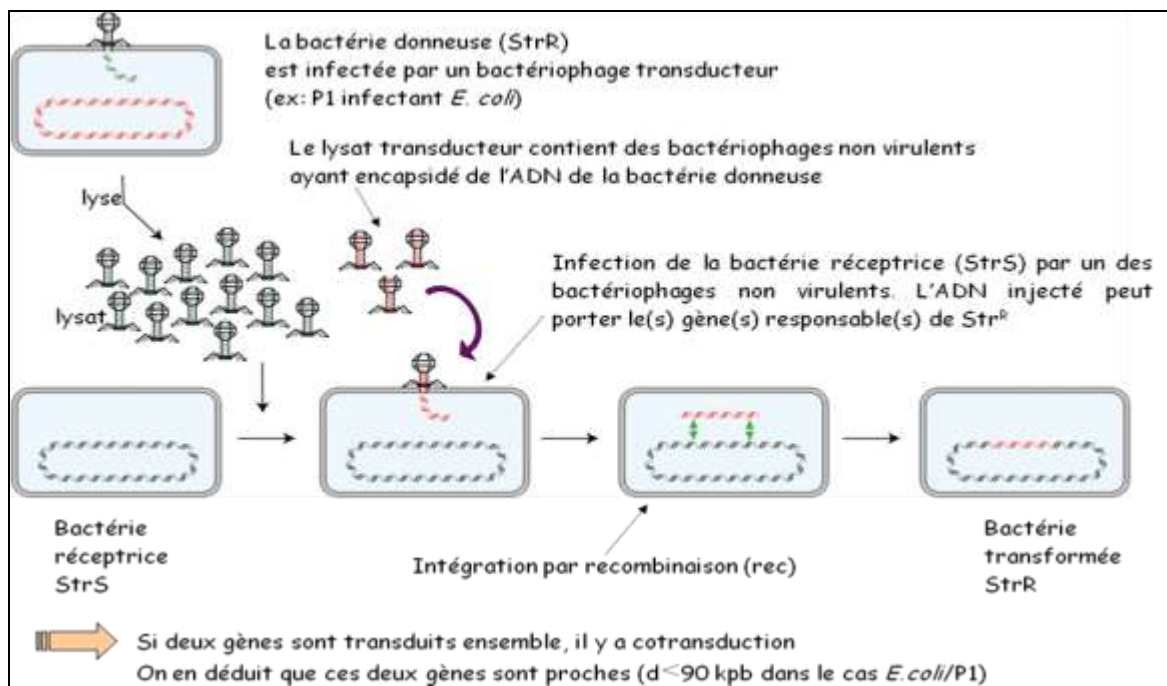 La bactérie donneuse (StrR)
est infectée par un bactériophage transducteur
(ex: P1 infectant E. coli)
Le lysat transducteur contient des bactériophages non virulents
ayant encapsidé de l'ADN de la bactérie donneuse
lyse
lysat
Infection de la bactérie réceptrice (StrS) par un des
bactériophages non virulents. L'ADN injecté peut
porter le(s) gène(s) responsable(s) de Strᴿ
Bactérie
réceptrice
StrS
Intégration par recombinaison (rec)
Bactérie
transformée
StrR
Si deux gènes sont transduits ensemble, il y a cotransduction
On en déduit que ces deux gènes sont proches (d<90 kpb dans le cas E.coli/P1)